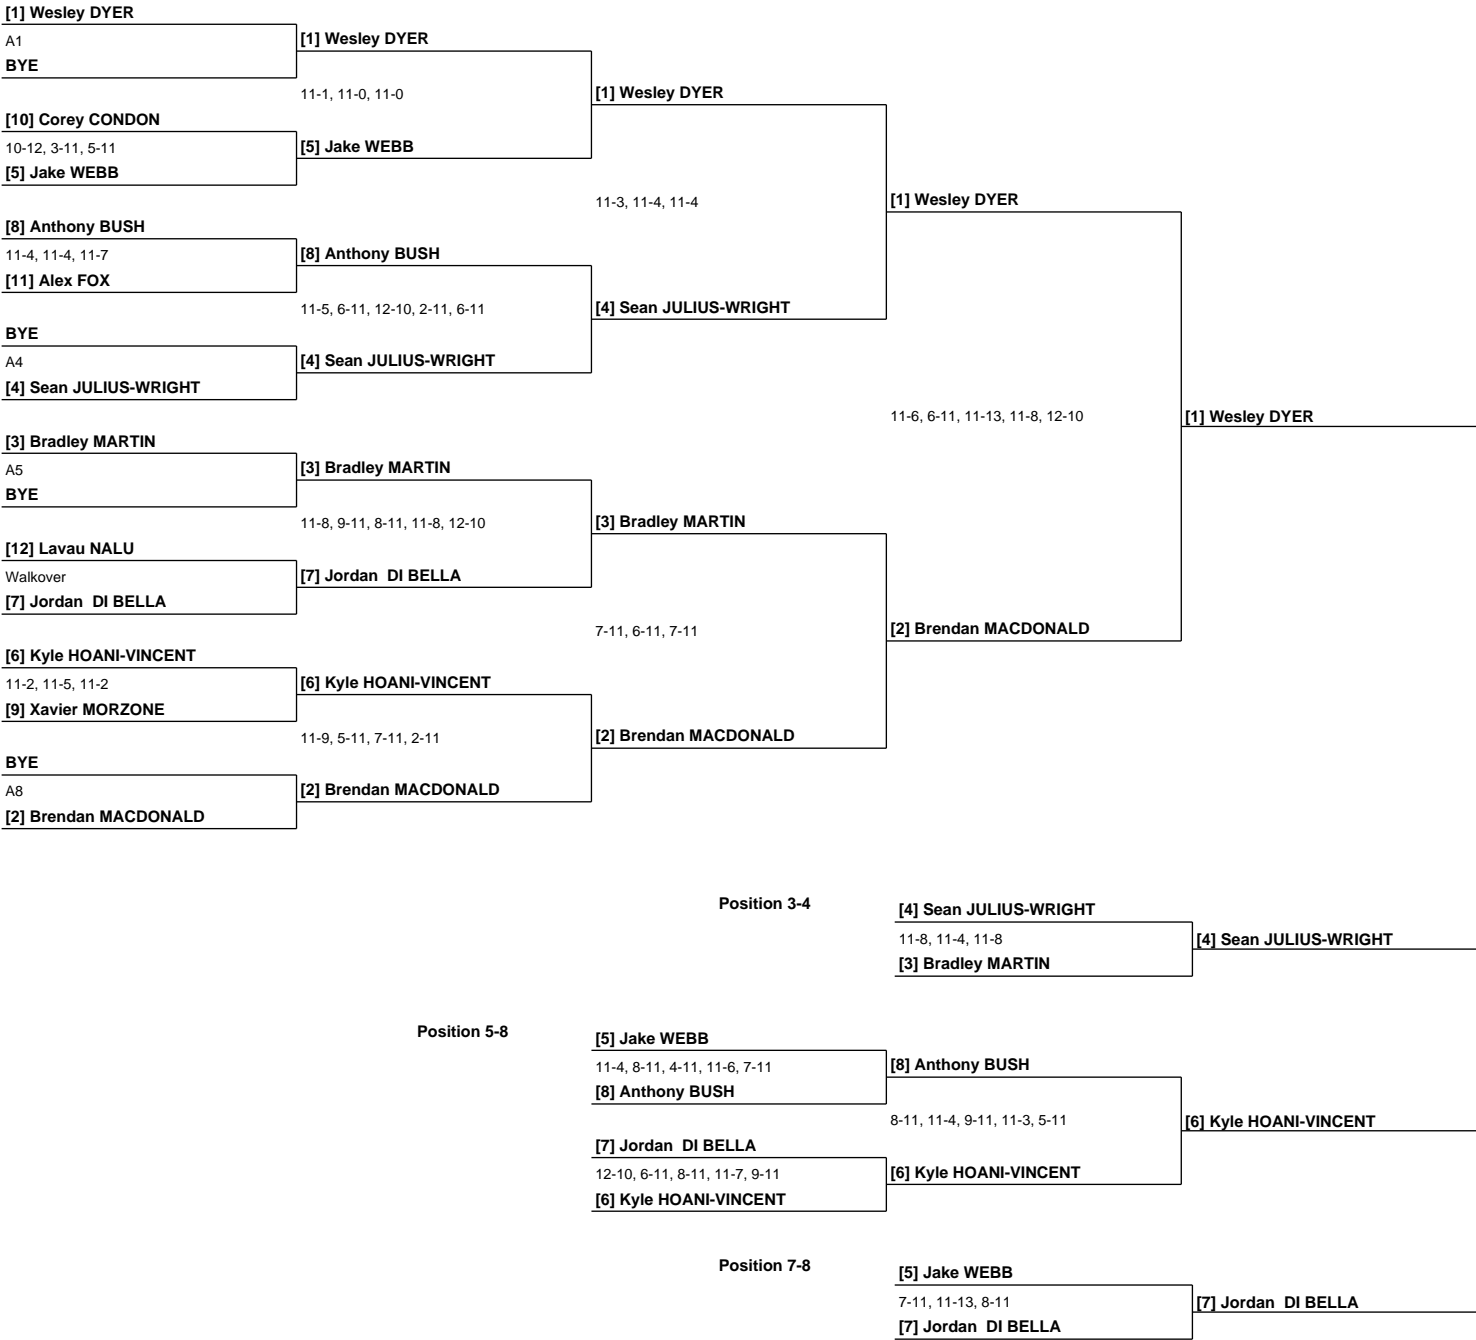 [1] Wesley DYER
A1
BYE
[1] Wesley DYER
11-1, 11-0, 11-0
[10] Corey CONDON
10-12, 3-11, 5-11
[5] Jake WEBB
[5] Jake WEBB
[1] Wesley DYER
11-3, 11-4, 11-4
[8] Anthony BUSH
11-4, 11-4, 11-7
[11] Alex FOX
[8] Anthony BUSH
11-5, 6-11, 12-10, 2-11, 6-11
BYE
A4
[4] Sean JULIUS-WRIGHT
[4] Sean JULIUS-WRIGHT
[4] Sean JULIUS-WRIGHT
[1] Wesley DYER
11-6, 6-11, 11-13, 11-8, 12-10
[1] Wesley DYER
[3] Bradley MARTIN
A5
BYE
[3] Bradley MARTIN
11-8, 9-11, 8-11, 11-8, 12-10
[12] Lavau NALU
Walkover
[7] Jordan  DI BELLA
[7] Jordan  DI BELLA
[3] Bradley MARTIN
7-11, 6-11, 7-11
[6] Kyle HOANI-VINCENT
11-2, 11-5, 11-2
[9] Xavier MORZONE
[6] Kyle HOANI-VINCENT
11-9, 5-11, 7-11, 2-11
BYE
A8
[2] Brendan MACDONALD
[2] Brendan MACDONALD
[2] Brendan MACDONALD
[2] Brendan MACDONALD
Position 3-4
[4] Sean JULIUS-WRIGHT
11-8, 11-4, 11-8
[3] Bradley MARTIN
[4] Sean JULIUS-WRIGHT
Position 5-8
[5] Jake WEBB
11-4, 8-11, 4-11, 11-6, 7-11
[8] Anthony BUSH
[8] Anthony BUSH
8-11, 11-4, 9-11, 11-3, 5-11
[7] Jordan  DI BELLA
12-10, 6-11, 8-11, 11-7, 9-11
[6] Kyle HOANI-VINCENT
[6] Kyle HOANI-VINCENT
[6] Kyle HOANI-VINCENT
Position 7-8
[5] Jake WEBB
7-11, 11-13, 8-11
[7] Jordan  DI BELLA
[7] Jordan  DI BELLA